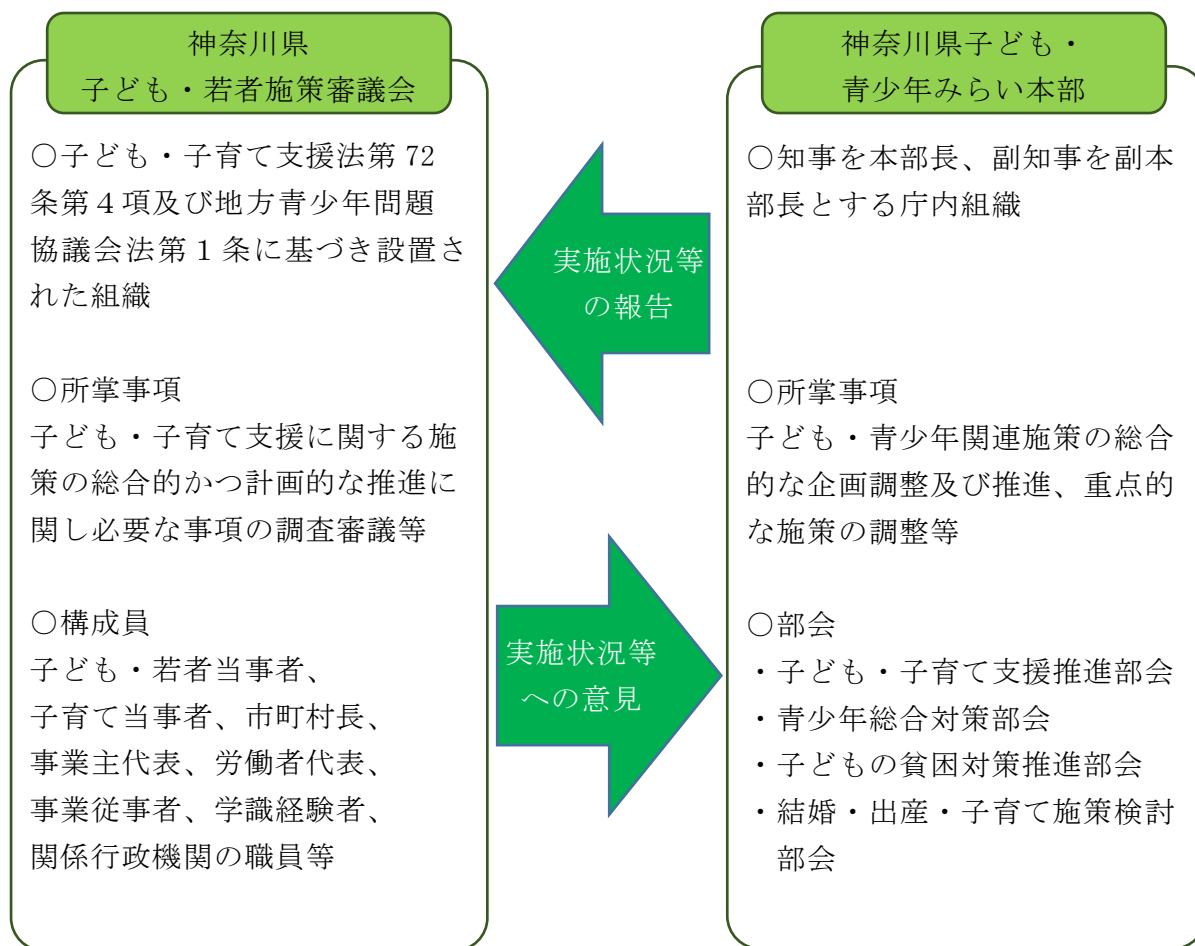 神奈川県
子ども・若者施策審議会
〇子ども・子育て支援法第 72
条第４項及び地方青少年問題
協議会法第１条に基づき設置さ
れた組織
〇所掌事項
子ども・子育て支援に関する施
策の総合的かつ計画的な推進に
関し必要な事項の調査審議等
〇構成員
子ども・若者当事者、
子育て当事者、市町村長、
事業主代表、労働者代表、
事業従事者、学識経験者、
関係行政機関の職員等
実施状況等
の報告
実施状況等
への意見
神奈川県子ども・
青少年みらい本部
〇知事を本部長、副知事を副本
部長とする庁内組織
〇所掌事項
子ども・青少年関連施策の総合
的な企画調整及び推進、重点的
な施策の調整等
〇部会
・子ども・子育て支援推進部会
・青少年総合対策部会
・子どもの貧困対策推進部会
・結婚・出産・子育て施策検討
部会